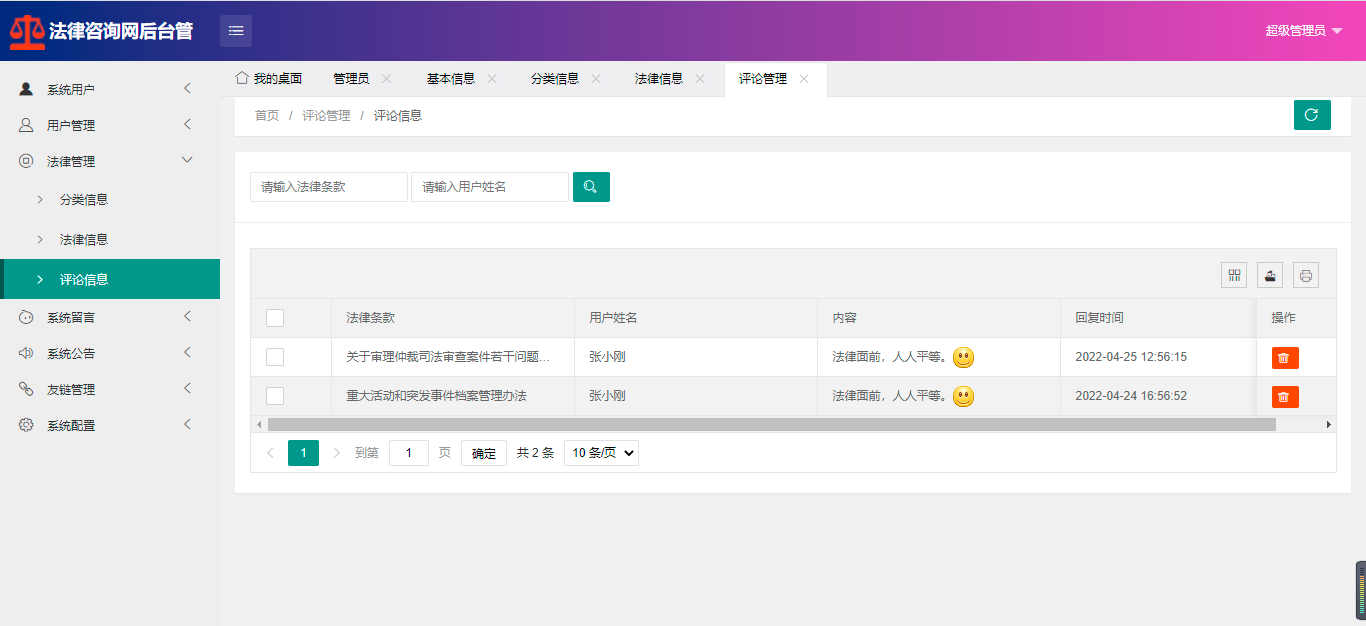 法律咨询网后台管
超级管理员
系统用户
用户管理
法律管理
分类信息
法律信息
评论信息
系统留言
系统公告
友链管理
系统配置
我的桌面 管理员 基本信息 分类信息 法律信息 评论管理
首页 / 评论管理 / 评论信息
请输入法律条款 请输入用户姓名
法律条款 用户姓名 内容 回复时间 操作
关于审理仲裁司法审查案件若干问题... 张小刚 法律面前，人人平等。 2022-04-25 12:56:15
重大活动和突发事件档案管理办法 张小刚 法律面前，人人平等。 2022-04-24 16:56:52
1 到第 1 页 确定 共 2 条 10 条/页